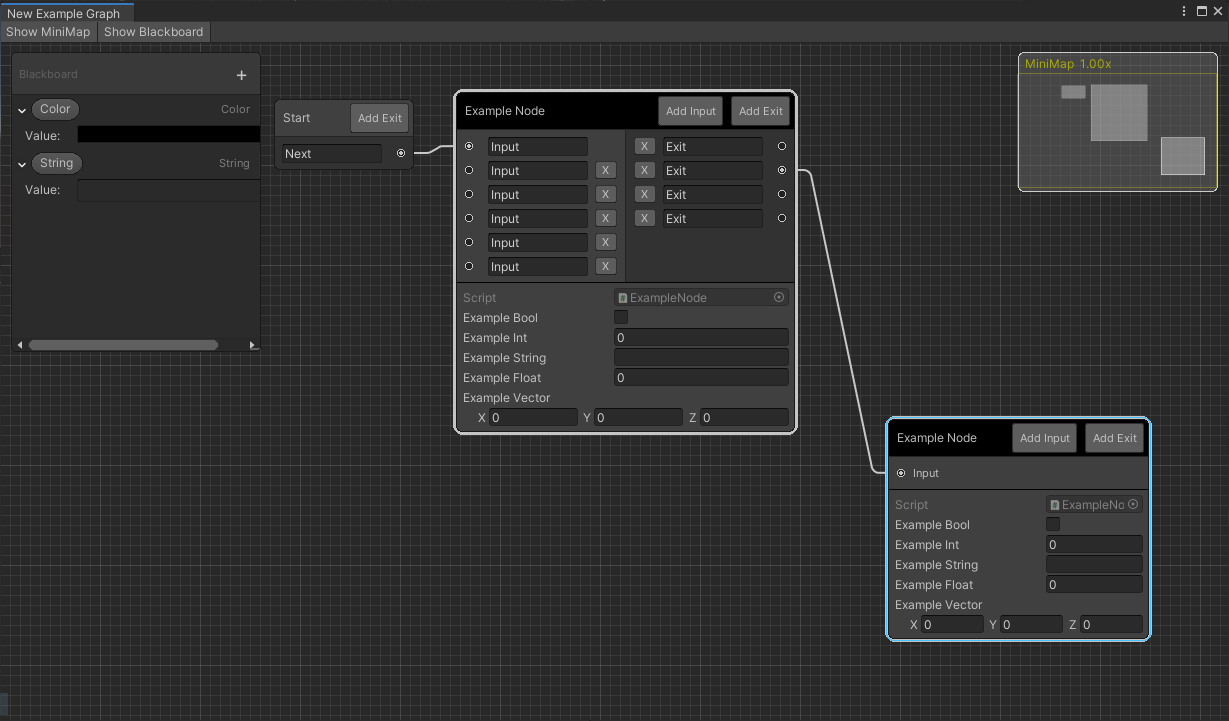 New Example Graph
Show MiniMap Show Blackboard
Blackboard +
Color Color
Value:
String String
Value:
Start Add Exit
Next
Example Node Add Input Add Exit
Input X Exit
Input X X Exit
Input X X Exit
Input X X Exit
Input X
Input X
Script ExampleNode
Example Bool
Example Int 0
Example String
Example Float 0
Example Vector
X 0 Y 0 Z 0
MiniMap 1.00x
Example Node Add Input Add Exit
Input
Script ExampleNo
Example Bool
Example Int 0
Example String
Example Float 0
Example Vector
X 0 Y 0 Z 0